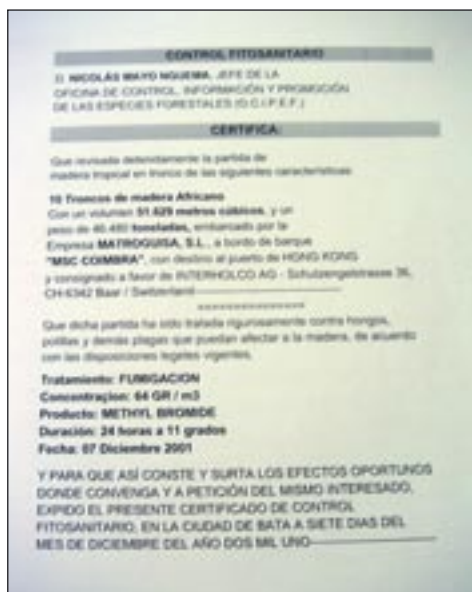 CONTROL FITOSANITARIO
D. NICOLÁS MAYO NGUEMA, JEFE DE LA
OFICINA DE CONTROL, INFORMACIÓN Y PROMOCIÓN
DE LAS ESPECIES FORESTALES (O.C.I.P.E.F.)
CERTIFICA:
Que revisada detenidamente la partida de
madera tropical en tronco de las siguientes características
10 Troncos de madera Africano
Con un volumen 51.629 metros cúbicos, y un
peso de 46.480 toneladas, embarcado por la
Empresa MATROGUISA, S.L., a bordo de barque
"MSC COIMBRA", con destino al puerto de HONG KONG
y consignado a favor de INTERHOLCO AG - Schutzengelstrasse 36,
CH-6342 Baar / Switzerland
Que dicha partida ha sido tratada rigurosamente contra hongos,
polillas y demás plagas que puedan afectar a la madera, de acuerdo
con las disposiciones legales vigentes.
Tratamiento: FUMIGACION
Concentraçion: 64 GR / m3
Producto: METHYL BROMIDE
Duración: 24 horas a 11 grados
Fecha: 07 Diciembre 2001
Y PARA QUE ASÍ CONSTE Y SURTA LOS EFECTOS OPORTUNOS
DONDE CONVENGA Y A PETICIÓN DEL MISMO INTERESADO,
EXPIDO EL PRESENTE CERTIFICADO DE CONTROL
FITOSANITARIO, EN LA CIUDAD DE BATA A SIETE DIAS DEL
MES DE DICIEMBRE DEL AÑO DOS MIL UNO